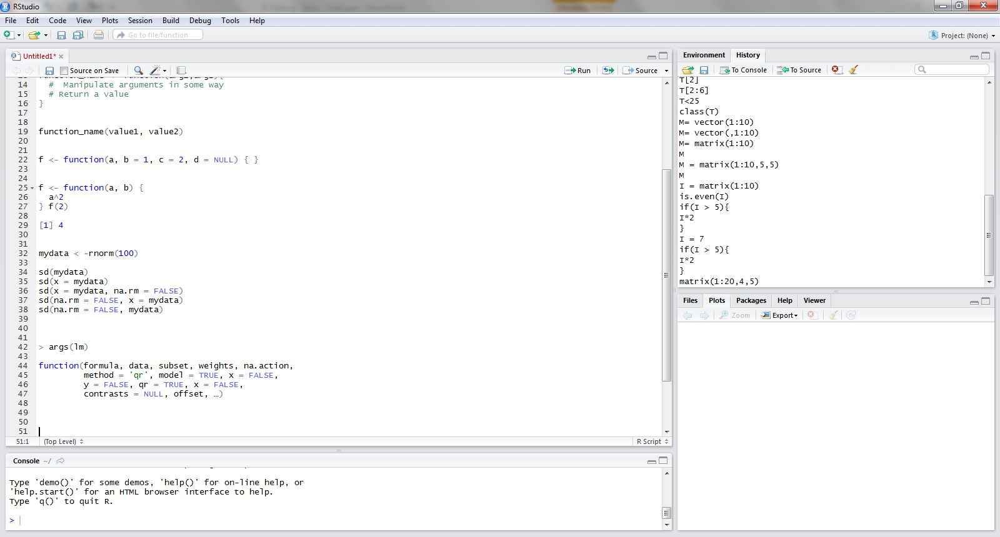 RStudio
File Edit Code View Plots Session Build Debug Tools Help
Go to file/function
Project: (None)
Untitled1*
Source on Save
Run
Source
14 # Manipulate arguments in some way
15 # Return a value
16 }
17
18
19 function_name(value1, value2)
20
21
22 f <- function(a, b = 1, c = 2, d = NULL) { }
23
24
25 f <- function(a, b) {
26 a^2
27 } f(2)
28
29 [1] 4
30
31
32 mydata < -rnorm(100)
33
34 sd(mydata)
35 sd(x = mydata)
36 sd(x = mydata, na.rm = FALSE)
37 sd(na.rm = FALSE, x = mydata)
38 sd(na.rm = FALSE, mydata)
39
40
41
42 > args(lm)
43
44 function(formula, data, subset, weights, na.action,
45 method = 'qr', model = TRUE, x = FALSE,
46 y = FALSE, qr = TRUE, x = FALSE,
47 contrasts = NULL, offset, …)
48
49
50
51
51:1 (Top Level) R Script
Console ~/
Type 'demo()' for some demos, 'help()' for on-line help, or
'help.start()' for an HTML browser interface to help.
Type 'q()' to quit R.
>
Environment History
To Console To Source
T[2]
T[2:6]
T<25
class(T)
M= vector(1:10)
M= vector(,1:10)
M= matrix(1:10)
M
M = matrix(1:10,5,5)
M
I = matrix(1:10)
is.even(I)
if(I > 5){
I*2
}
I = 7
if(I > 5){
I*2
}
matrix(1:20,4,5)
Files Plots Packages Help Viewer
Zoom Export